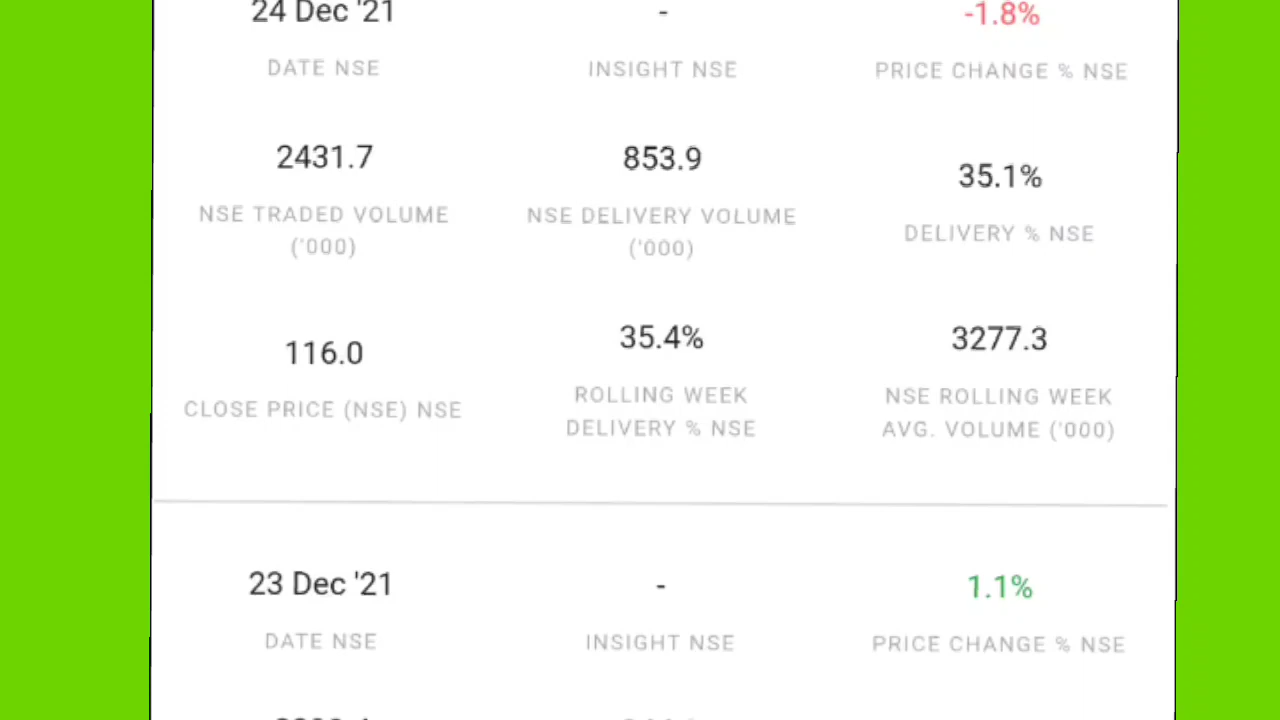 24 Dec '21 - -1.8%
DATE NSE INSIGHT NSE PRICE CHANGE % NSE
2431.7 853.9 35.1%
NSE TRADED VOLUME ('000) NSE DELIVERY VOLUME ('000) DELIVERY % NSE
116.0 35.4% 3277.3
CLOSE PRICE (NSE) NSE ROLLING WEEK DELIVERY % NSE NSE ROLLING WEEK AVG. VOLUME ('000)
23 Dec '21 - 1.1%
DATE NSE INSIGHT NSE PRICE CHANGE % NSE